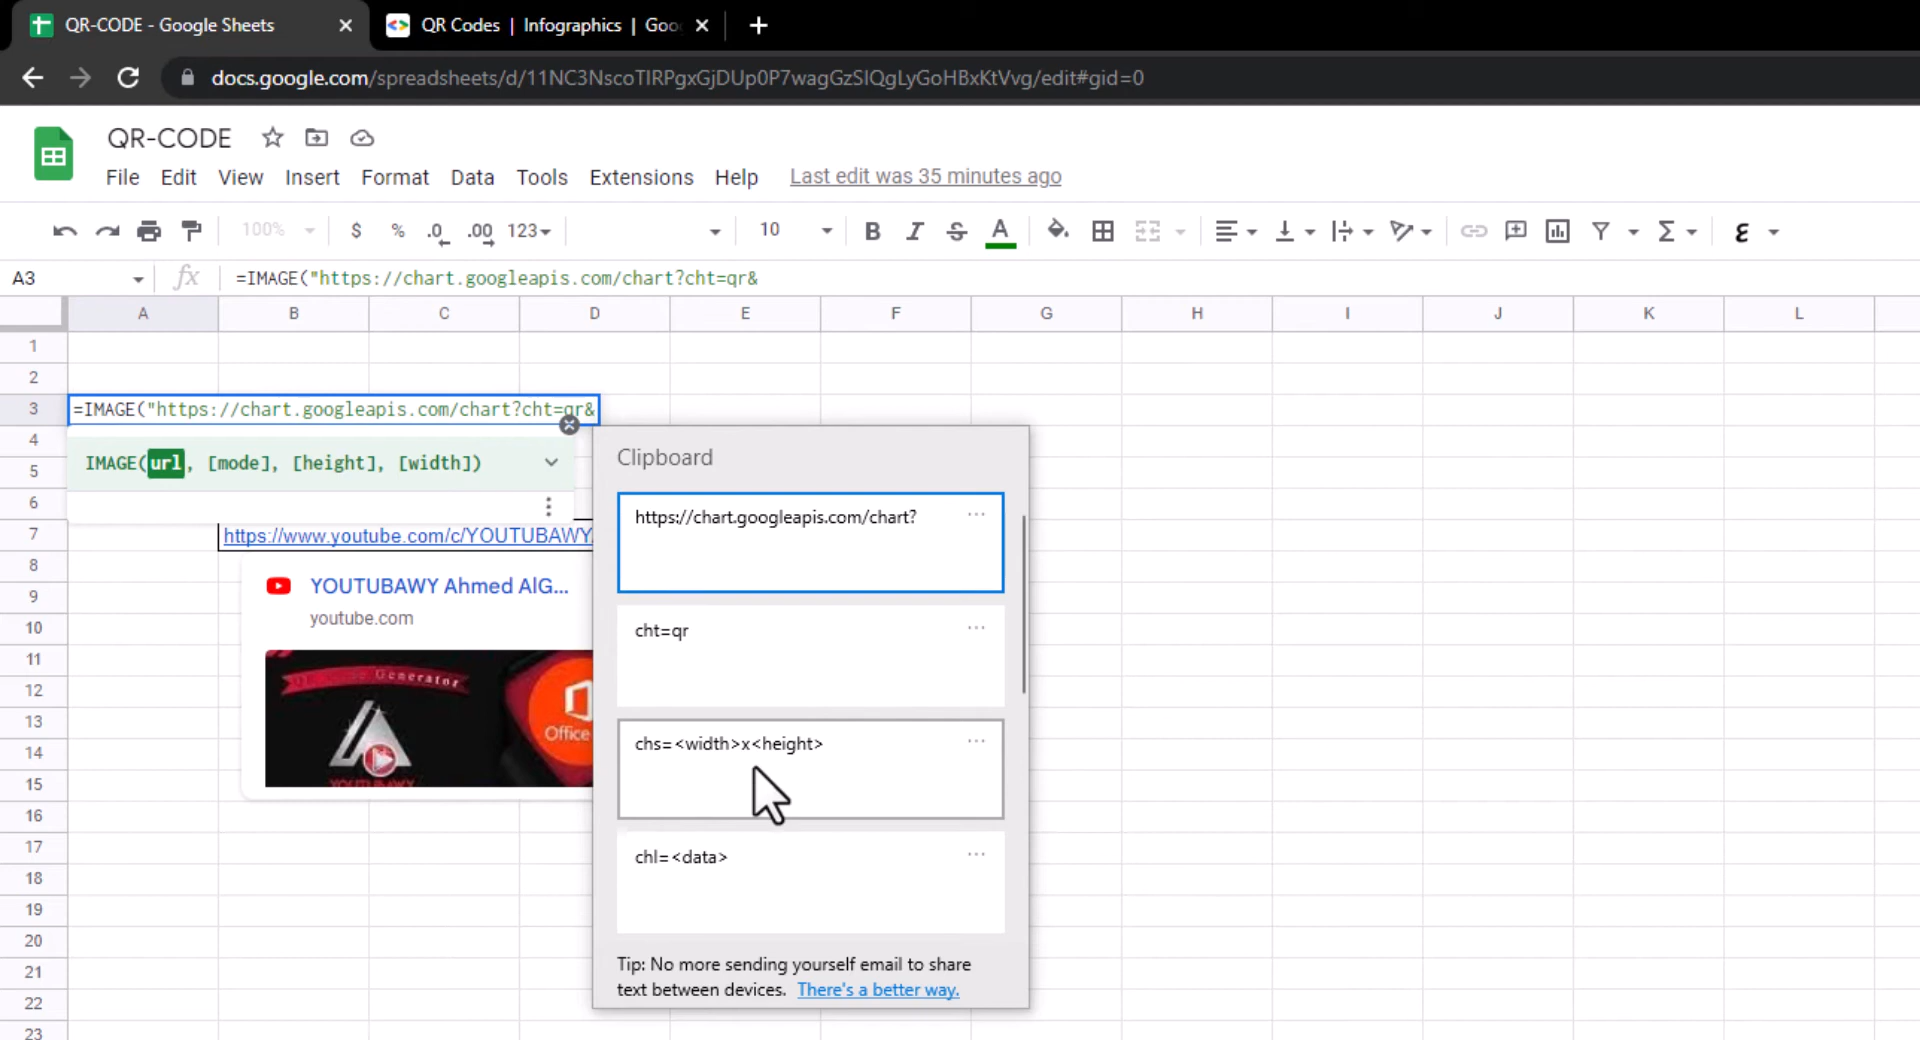 QR-CODE - Google Sheets
QR Codes | Infographics | Goo
docs.google.com/spreadsheets/d/11NC3NscoTlRPgxGjDUp0P7wagGzSlQgLyGoHBxKtVvg/edit#gid=0
QR-CODE
File Edit View Insert Format Data Tools Extensions Help Last edit was 35 minutes ago
100% $ % .0 .00 123 10 B I S A
A3 fx =IMAGE("https://chart.googleapis.com/chart?cht=qr&
A B C D E F G H I J K L
1
2
3 =IMAGE("https://chart.googleapis.com/chart?cht=qr&
4
IMAGE(url, [mode], [height], [width])
5
6
7 https://www.youtube.com/c/YOUTUBAWY
8
YOUTUBAWY Ahmed AlG...
9
youtube.com
10
11
QR Code Generator
12
13
Office
14
15
YOUTUBAWY
16
17
18
19
20
21
22
23
Clipboard
https://chart.googleapis.com/chart?
cht=qr
chs=<width>x<height>
chl=<data>
Tip: No more sending yourself email to share
text between devices. There's a better way.